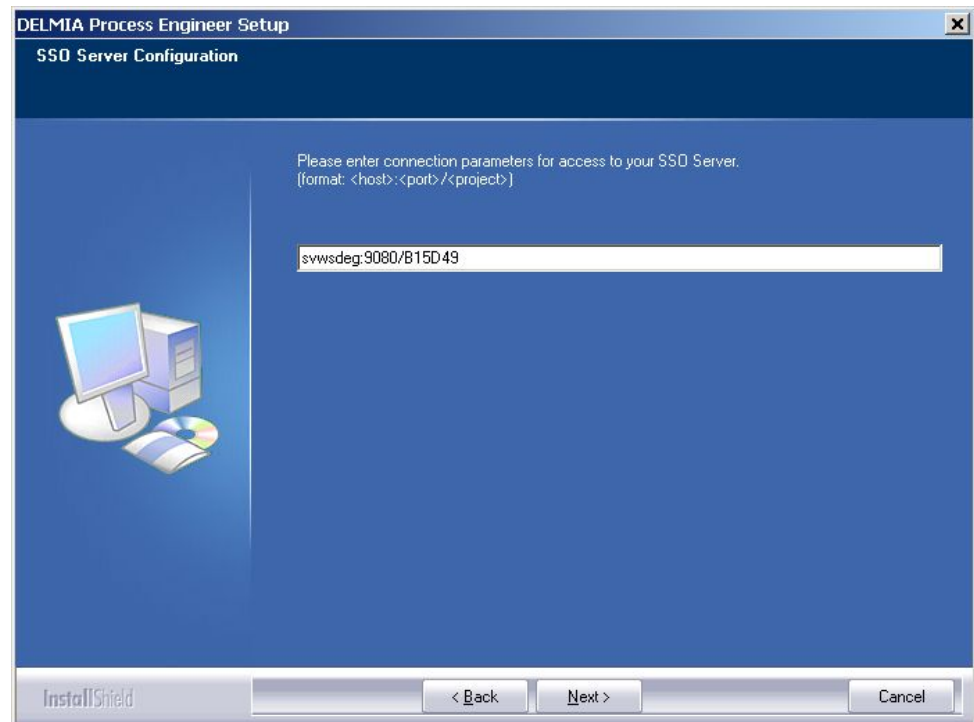 DELMIA Process Engineer Setup
SSO Server Configuration
Please enter connection parameters for access to your SSO Server.
(format: <host>:<port>/<project>)
svwsdeg:9080/B15D49
InstallShield
< Back
Next >
Cancel